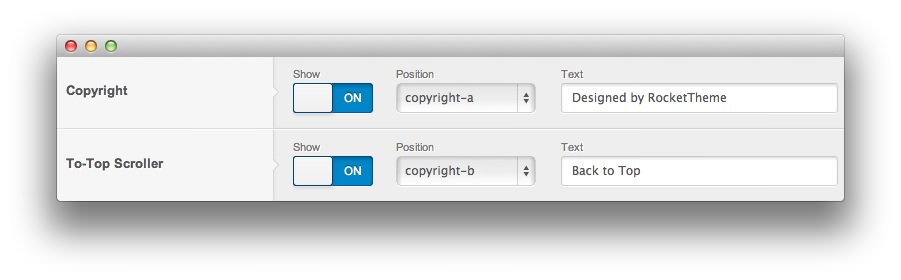 Show Position Text
Copyright ON copyright-a Designed by RocketTheme
Show Position Text
To-Top Scroller ON copyright-b Back to Top